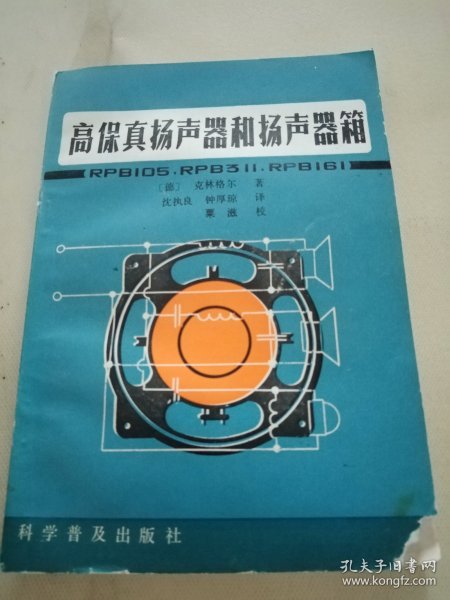 高保真扬声器和扬声器箱
(RPB105、RPB311、RPB161)
〔德〕 克林格尔 著
沈执良 钟厚琼 译
粟滋 校
科学普及出版社
孔夫子旧书网
www.kongfz.com